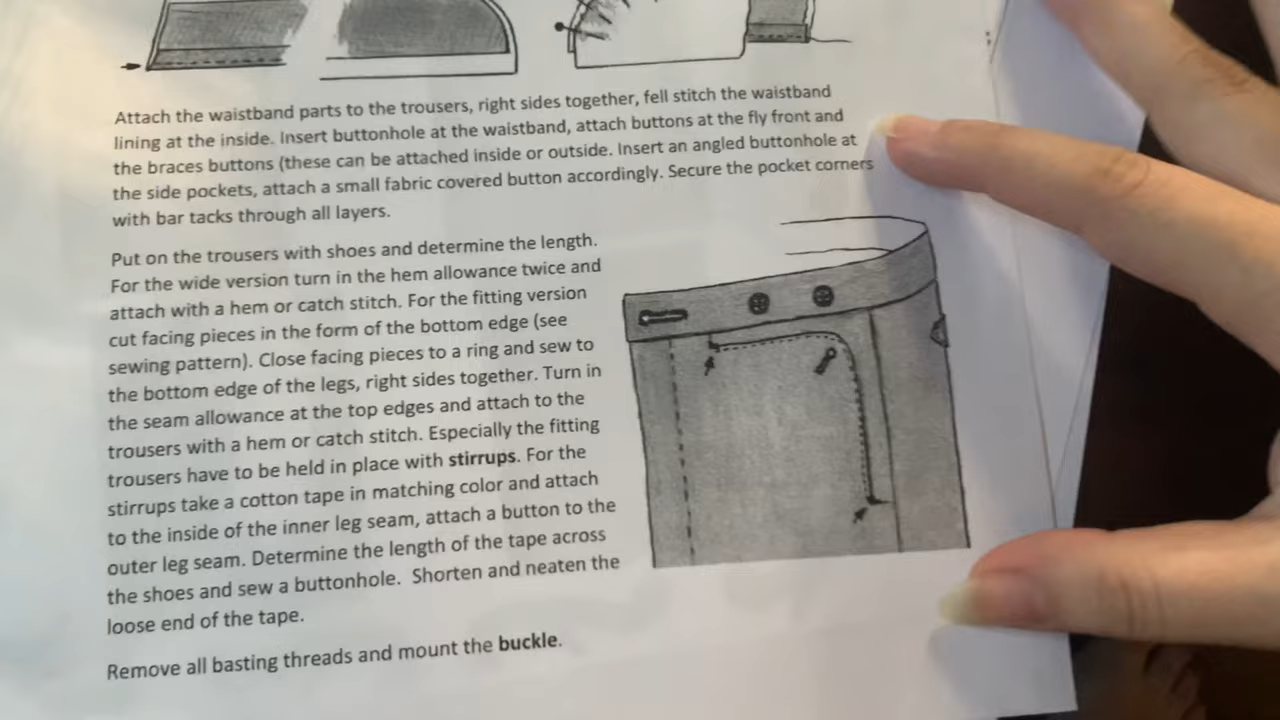 Attach the waistband parts to the trousers, right sides together, fell stitch the waistband
lining at the inside. Insert buttonhole at the waistband, attach buttons at the fly front and
the braces buttons (these can be attached inside or outside. Insert an angled buttonhole at
the side pockets, attach a small fabric covered button accordingly. Secure the pocket corners
with bar tacks through all layers.
Put on the trousers with shoes and determine the length.
For the wide version turn in the hem allowance twice and
attach with a hem or catch stitch. For the fitting version
cut facing pieces in the form of the bottom edge (see
sewing pattern). Close facing pieces to a ring and sew to
the bottom edge of the legs, right sides together. Turn in
the seam allowance at the top edges and attach to the
trousers with a hem or catch stitch. Especially the fitting
trousers have to be held in place with stirrups. For the
stirrups take a cotton tape in matching color and attach
to the inside of the inner leg seam, attach a button to the
outer leg seam. Determine the length of the tape across
the shoes and sew a buttonhole. Shorten and neaten the
loose end of the tape.
Remove all basting threads and mount the buckle.